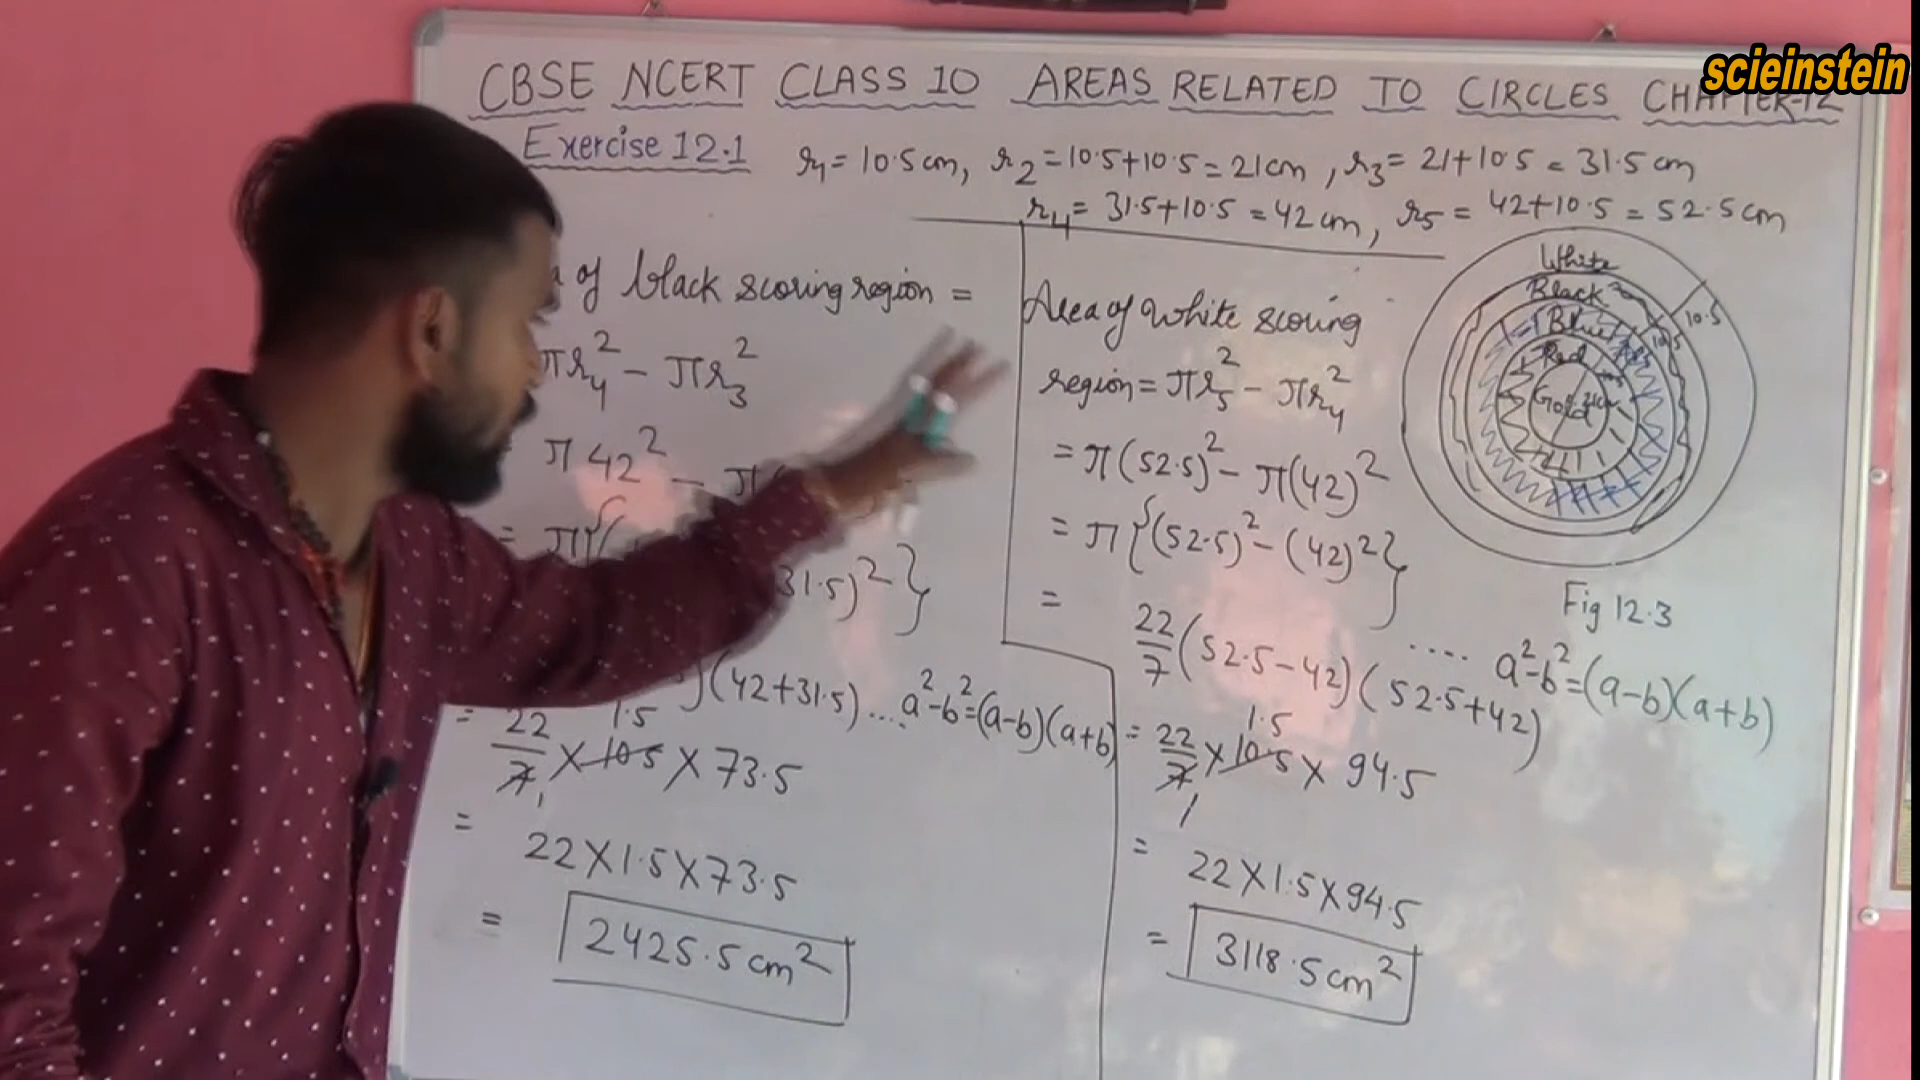 scieinstein
CBSE NCERT CLASS 10 AREAS RELATED TO CIRCLES CHAPTER-12
Exercise 12.1
r₁ = 10.5 cm, r₂ = 10.5+10.5 = 21 cm, r₃ = 21+10.5 = 31.5 cm
r₄ = 31.5+10.5 = 42 cm, r₅ = 42+10.5 = 52.5 cm
of black scoring region =
πr₄² - πr₃²
= π 42² - π
= π{
31.5)²}
(42+31.5) .... a²-b²=(a-b)(a+b)
= 22/7 × 10.5 × 73.5
1.5
1
= 22×1.5×73.5
= 2425.5 cm²
Area of White scoring
region = πr₅² - πr₄²
= π(52.5)² - π(42)²
= π{(52.5)² - (42)²}
= 22/7 (52.5-42)(52.5+42)
.... a²-b²=(a-b)(a+b)
= 22/7 × 10.5 × 94.5
1.5
1
= 22×1.5×94.5
= 3118.5 cm²
White
Black
Blue
Red
Gold
10.5
10.5
Fig 12.3